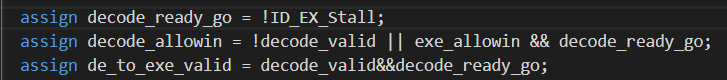 assign decode_ready_go = !ID_EX_Stall;
assign decode_allowin = !decode_valid || exe_allowin && decode_ready_go;
assign de_to_exe_valid = decode_valid&&decode_ready_go;